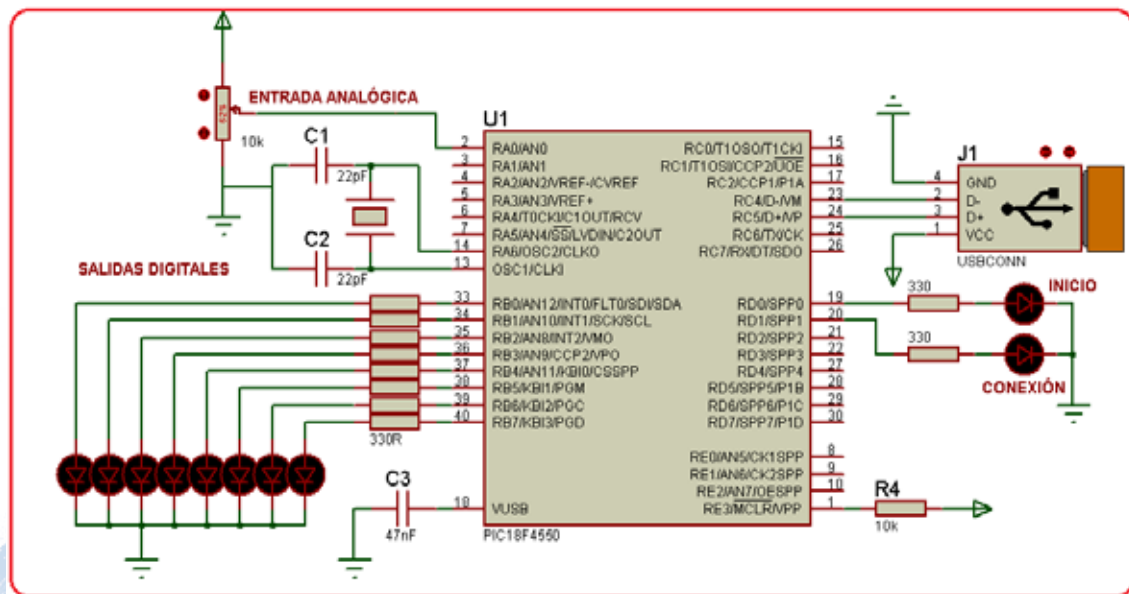 ENTRADA ANALÓGICA
62%
10k
C1
22pF
C2
22pF
SALIDAS DIGITALES
330R
C3
47nF
U1
2 RA0/AN0
3 RA1/AN1
4 RA2/AN2/VREF-/CVREF
5 RA3/AN3/VREF+
6 RA4/T0CKI/C1OUT/RCV
7 RA5/AN4/SS/LVDIN/C2OUT
14 RA6/OSC2/CLKO
13 OSC1/CLKI
33 RB0/AN12/INT0/FLT0/SDI/SDA
34 RB1/AN10/INT1/SCK/SCL
35 RB2/AN8/INT2/VMO
36 RB3/AN9/CCP2/VPO
37 RB4/AN11/KBI0/CSSPP
38 RB5/KBI1/PGM
39 RB6/KBI2/PGC
40 RB7/KBI3/PGD
18 VUSB
RC0/T1OSO/T1CKI 15
RC1/T1OSI/CCP2/UOE 16
RC2/CCP1/P1A 17
RC4/D-/VM 23
RC5/D+/VP 24
RC6/TX/CK 25
RC7/RX/DT/SDO 26
RD0/SPP0 19
RD1/SPP1 20
RD2/SPP2 21
RD3/SPP3 22
RD4/SPP4 27
RD5/SPP5/P1B 28
RD6/SPP6/P1C 29
RD7/SPP7/P1D 30
RE0/AN5/CK1SPP 8
RE1/AN6/CK2SPP 9
RE2/AN7/OESPP 10
RE3/MCLR/VPP 1
PIC18F4550
J1
4 GND
2 D-
3 D+
1 VCC
USBCONN
330
INICIO
330
CONEXIÓN
R4
10k